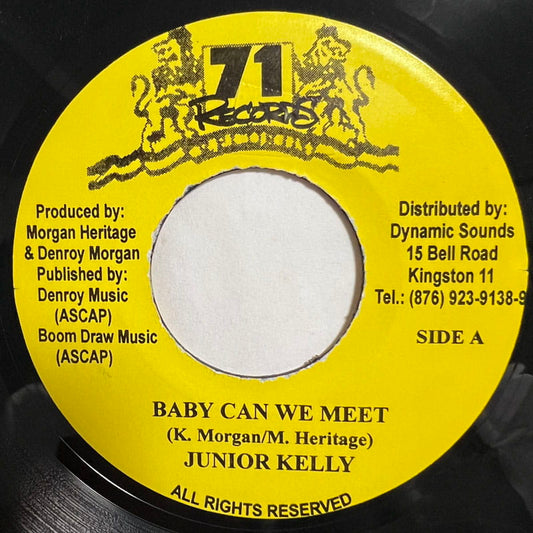 71
RECORDS
Produced by:
Morgan Heritage
& Denroy Morgan
Published by:
Denroy Music
(ASCAP)
Boom Draw Music
(ASCAP)
Distributed by:
Dynamic Sounds
15 Bell Road
Kingston 11
Tel.: (876) 923-9138-9
SIDE A
BABY CAN WE MEET
(K. Morgan/M. Heritage)
JUNIOR KELLY
ALL RIGHTS RESERVED